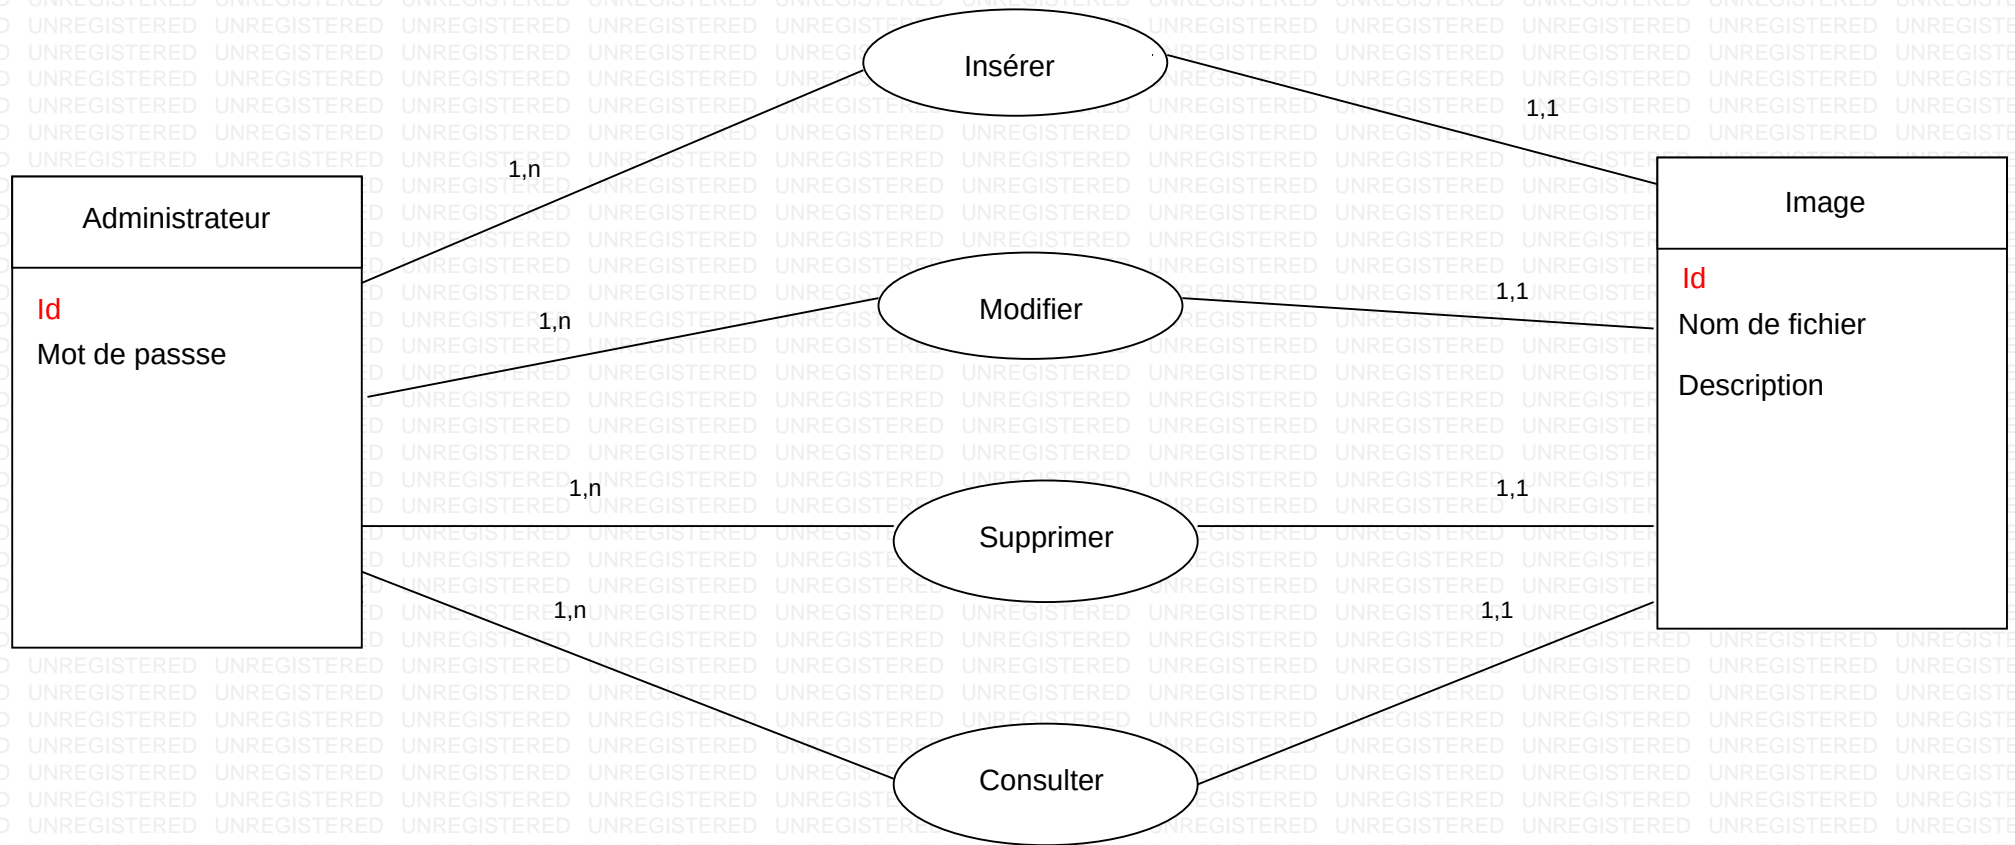 Insérer
1,1
1,n
Administrateur
Image
Id
Nom de fichier
Description
Id
Mot de passse
1,n
Modifier
1,1
1,n
Supprimer
1,1
1,n
Consulter
1,1
UNREGISTERED